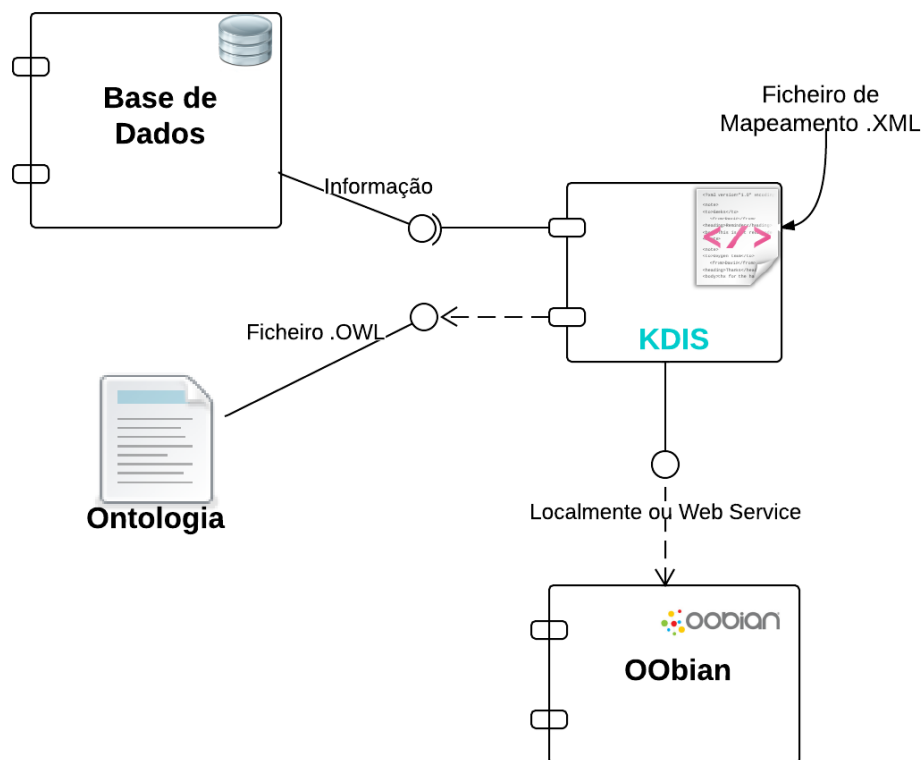 Base de
Dados
Ficheiro de
Mapeamento .XML
Informação
</>
KDIS
Ficheiro .OWL
Ontologia
Localmente ou Web Service
oobian
OObian